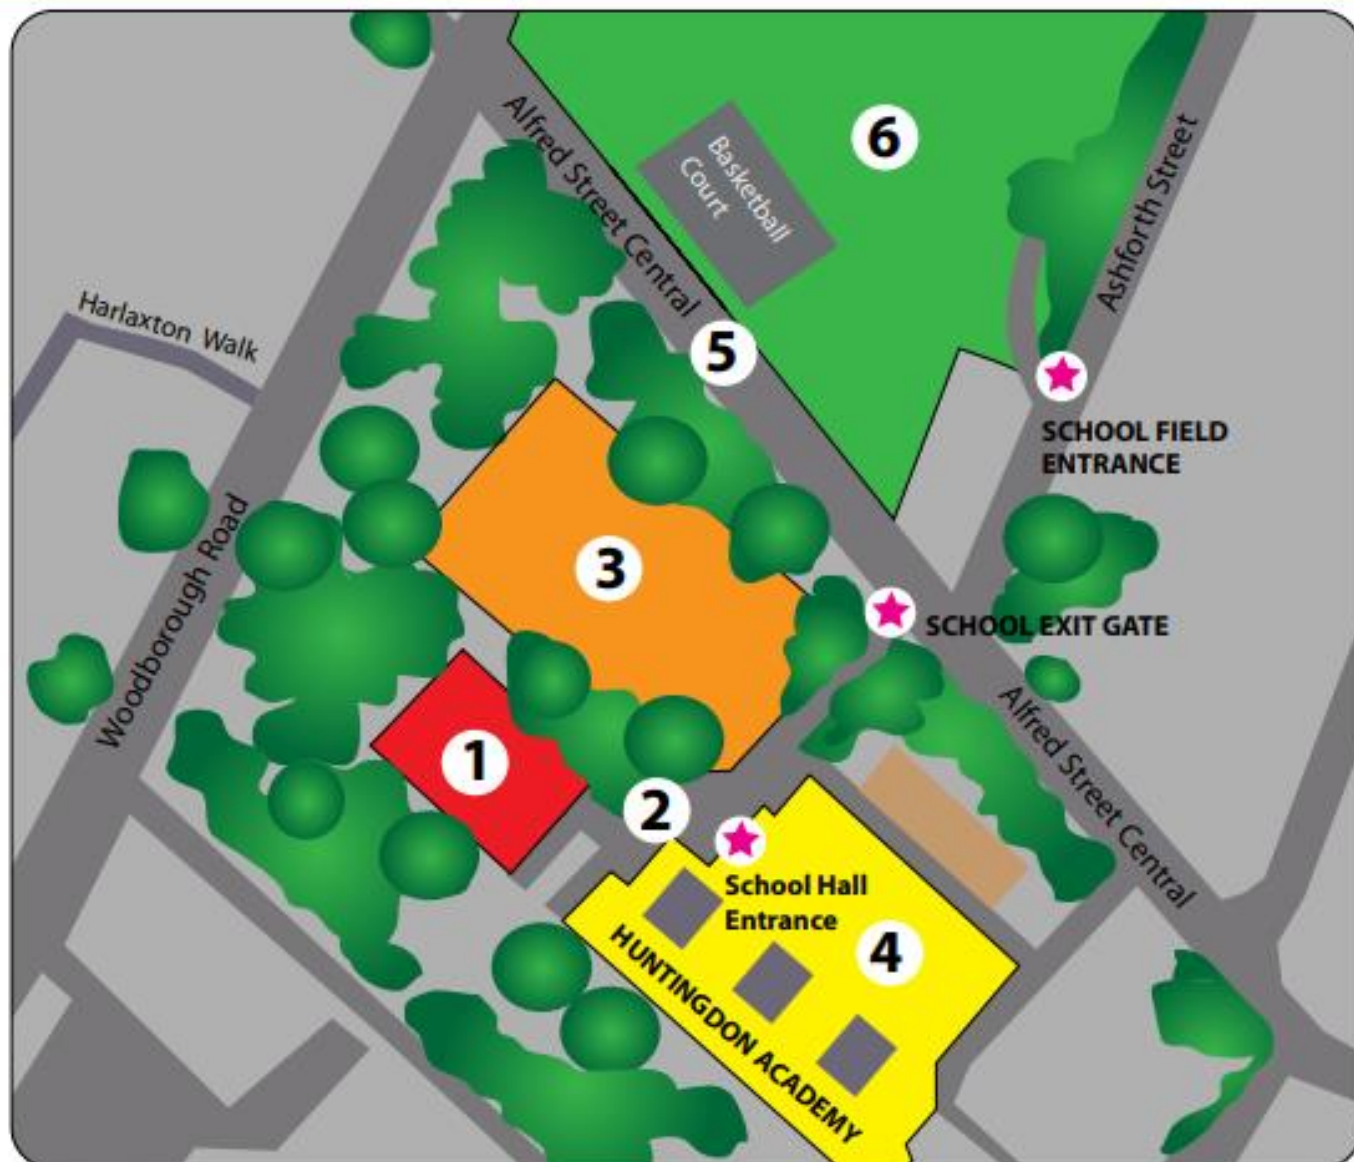 Alfred Street Central
6
Basketball
Court
Ashforth Street
Harlaxton Walk
5
SCHOOL FIELD
ENTRANCE
Woodborough Road
3
SCHOOL EXIT GATE
Alfred Street Central
1
2
School Hall
Entrance
4
HUNTINGDON ACADEMY